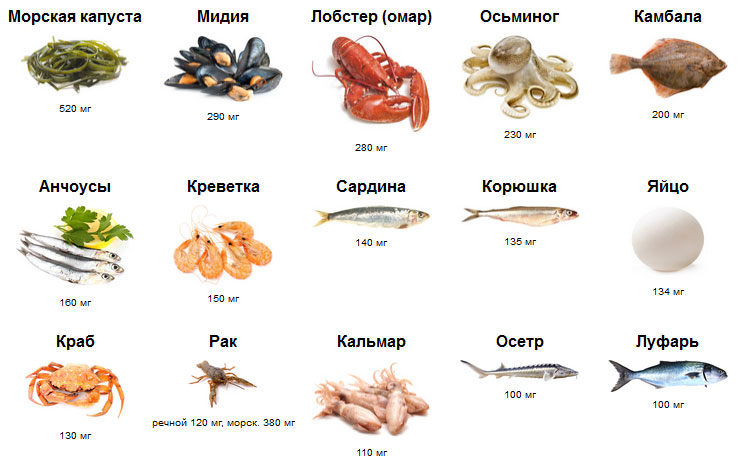 Морская капуста
Мидия
Лобстер (омар)
Осьминог
Камбала
520 мг
290 мг
280 мг
230 мг
200 мг
Анчоусы
Креветка
Сардина
Корюшка
Яйцо
160 мг
150 мг
140 мг
135 мг
134 мг
Краб
Рак
Кальмар
Осетр
Луфарь
130 мг
речной 120 мг, морск. 380 мг
110 мг
100 мг
100 мг